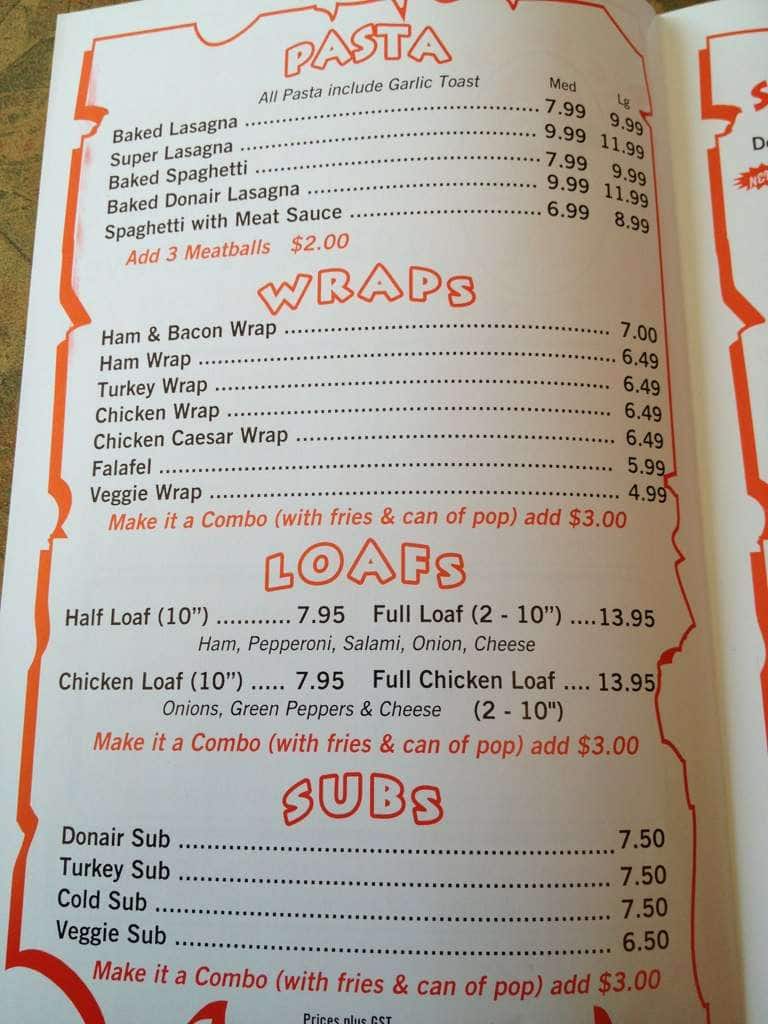 PASTA
All Pasta include Garlic Toast Med Lg
Baked Lasagna ........................................ 7.99 9.99
Super Lasagna ........................................ 9.99 11.99
Baked Spaghetti ........................................ 7.99 9.99
Baked Donair Lasagna ................................ 9.99 11.99
Spaghetti with Meat Sauce ........................... 6.99 8.99
Add 3 Meatballs $2.00
WRAPS
Ham & Bacon Wrap ................................................ 7.00
Ham Wrap ............................................................ 6.49
Turkey Wrap ......................................................... 6.49
Chicken Wrap ....................................................... 6.49
Chicken Caesar Wrap ............................................. 6.49
Falafel ................................................................ 5.99
Veggie Wrap ......................................................... 4.99
Make it a Combo (with fries & can of pop) add $3.00
LOAFS
Half Loaf (10”) ........... 7.95 Full Loaf (2 - 10”) ....13.95
Ham, Pepperoni, Salami, Onion, Cheese
Chicken Loaf (10”) ..... 7.95 Full Chicken Loaf .... 13.95
Onions, Green Peppers & Cheese (2 - 10")
Make it a Combo (with fries & can of pop) add $3.00
SUBS
Donair Sub ............................................................ 7.50
Turkey Sub ............................................................ 7.50
Cold Sub ............................................................... 7.50
Veggie Sub ............................................................ 6.50
Make it a Combo (with fries & can of pop) add $3.00
Prices plus GST